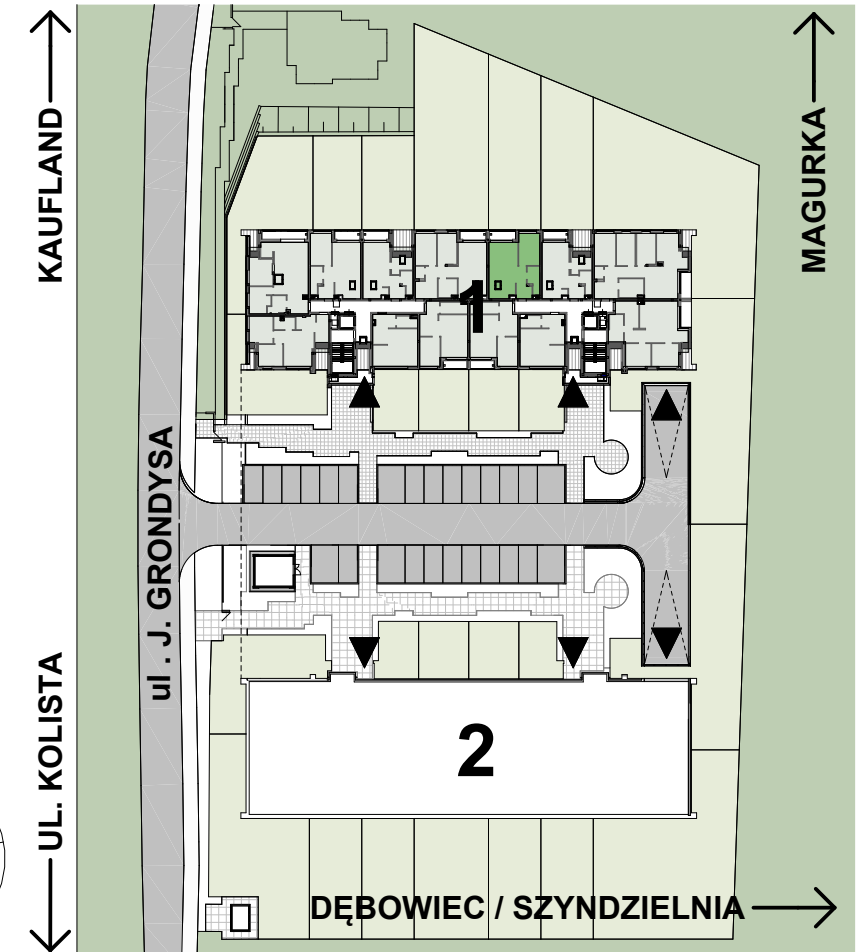 KAUFLAND
MAGURKA
1
ul . J. GRONDYSA
UL. KOLISTA
2
DĘBOWIEC / SZYNDZIELNIA